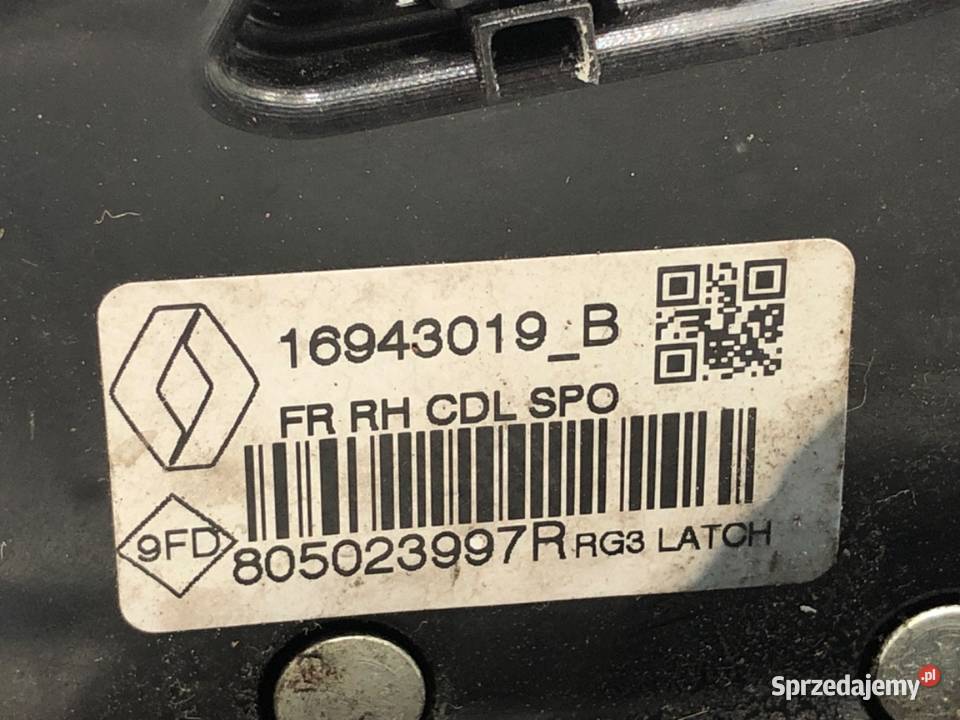 16943019_B
FR RH CDL SPO
9FD
805023997R RG3 LATCH
Sprzedajemy.pl